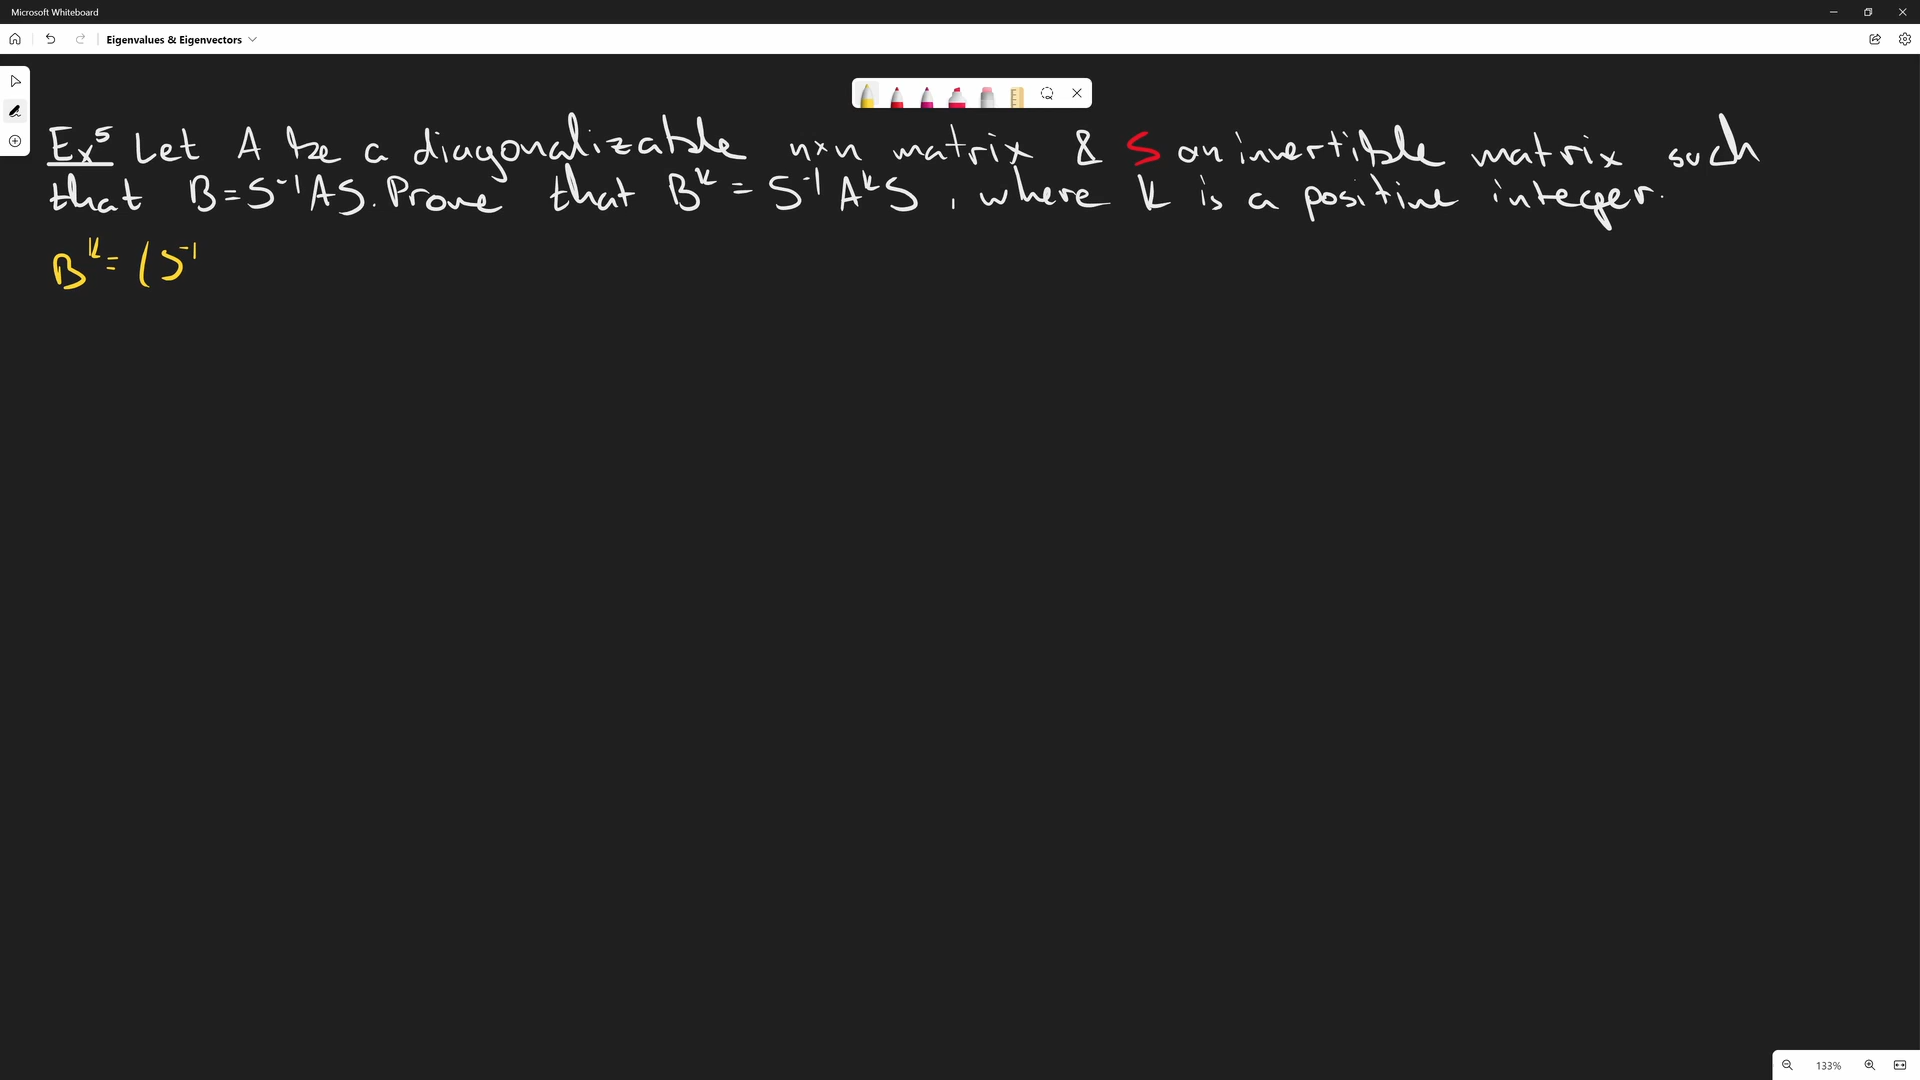 Microsoft Whiteboard
Eigenvalues & Eigenvectors
Ex⁵ Let A be a diagonalizable n×n matrix & S an invertible matrix such
that B = S⁻¹AS. Prove that Bᵏ = S⁻¹AᵏS, where k is a positive integer.
Bᵏ = (S⁻¹
133%